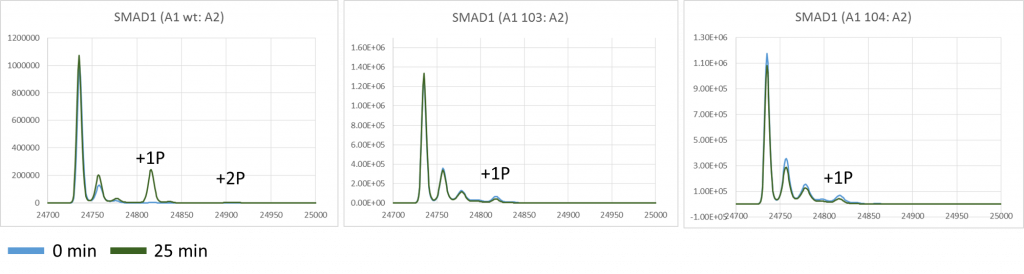 SMAD1 (A1 wt: A2)
1200000
1000000
800000
600000
400000
200000
0
24700 24750 24800 24850 24900 24950 25000
+1P
+2P
SMAD1 (A1 103: A2)
1.60E+06
1.40E+06
1.20E+06
1.00E+06
8.00E+05
6.00E+05
4.00E+05
2.00E+05
0.00E+00
24700 24750 24800 24850 24900 24950 25000
+1P
SMAD1 (A1 104: A2)
1.30E+06
1.10E+06
9.00E+05
7.00E+05
5.00E+05
3.00E+05
1.00E+05
-1.00E+05
24700 24750 24800 24850 24900 24950 25000
+1P
0 min 25 min